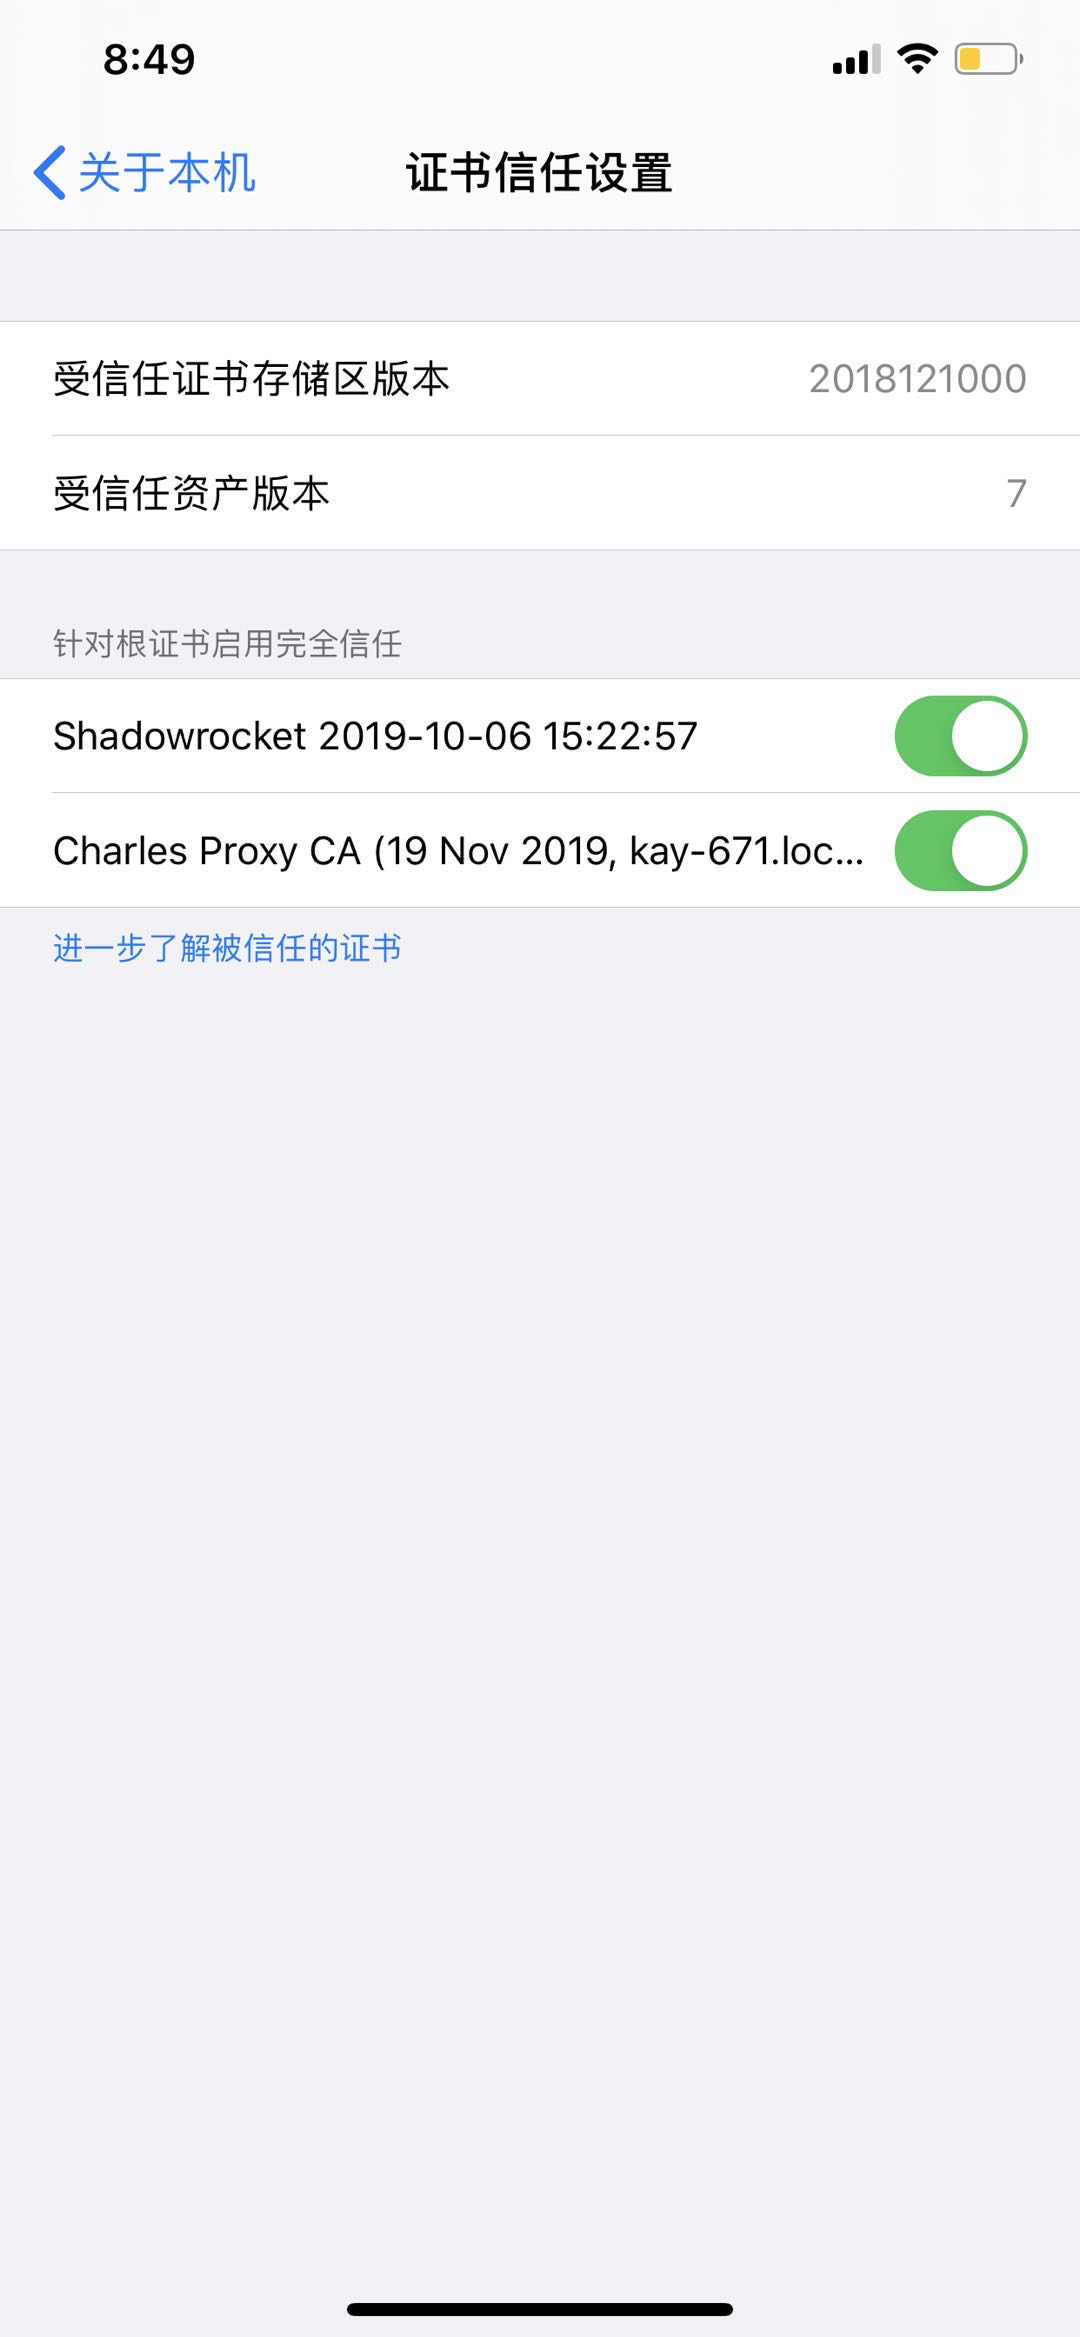 8:49
关于本机
证书信任设置
受信任证书存储区版本 2018121000
受信任资产版本 7
针对根证书启用完全信任
Shadowrocket 2019-10-06 15:22:57
Charles Proxy CA (19 Nov 2019, kay-671.loc...
进一步了解被信任的证书